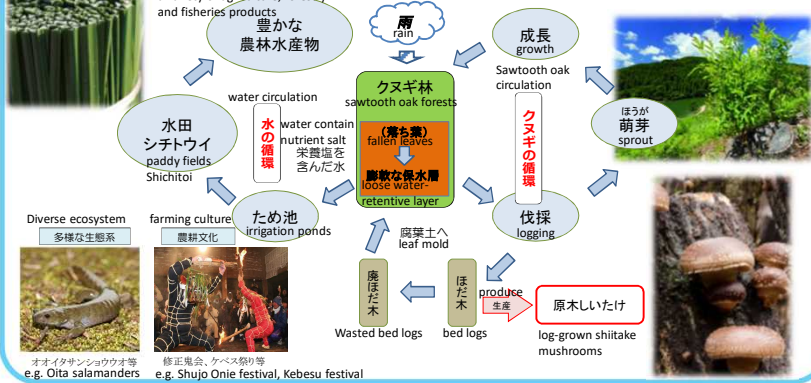 and fisheries products
豊かな
農林水産物
雨
rain
成長
growth
Sawtooth oak
circulation
クヌギ林
sawtooth oak forests
(落ち葉)
fallen leaves
膨軟な保水層
loose water-
retentive layer
water circulation
水の循環
water contain
nutrient salt
栄養塩を
含んだ水
クヌギの循環
ほうが
萌芽
sprout
水田
シチトウイ
paddy fields
Shichitoi
ため池
irrigation ponds
伐採
logging
Diverse ecosystem
多様な生態系
farming culture
農耕文化
腐葉土へ
leaf mold
廃ほだ木
Wasted bed logs
ほだ木
bed logs
produce
生産
原木しいたけ
log-grown shiitake
mushrooms
オオイタサンショウウオ等
e.g. Oita salamanders
修正鬼会、ケベス祭り等
e.g. Shujo Onie festival, Kebesu festival